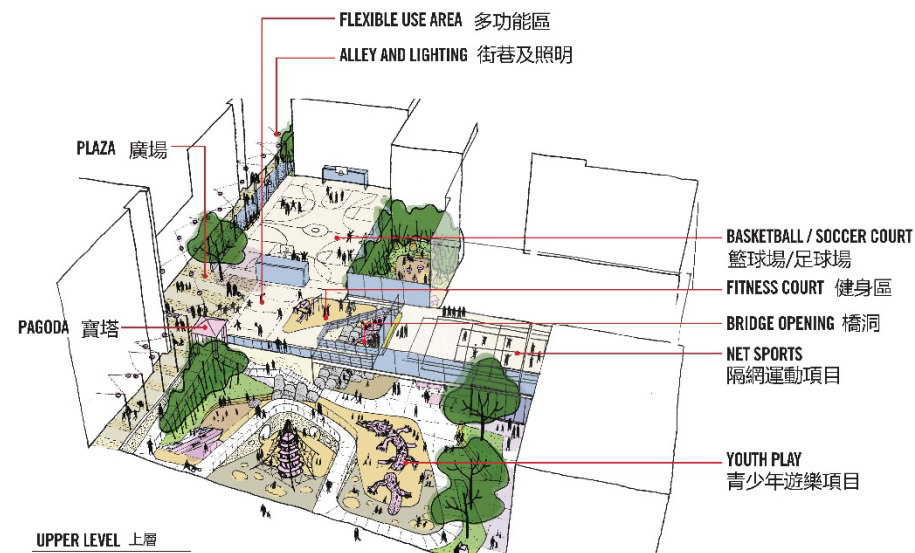 FLEXIBLE USE AREA 多功能區
ALLEY AND LIGHTING 街巷及照明
PLAZA 廣場
BASKETBALL / SOCCER COURT
籃球場/足球場
FITNESS COURT 健身區
BRIDGE OPENING 橋洞
PAGODA 寶塔
NET SPORTS
隔網運動項目
YOUTH PLAY
青少年遊樂項目
UPPER LEVEL 上層